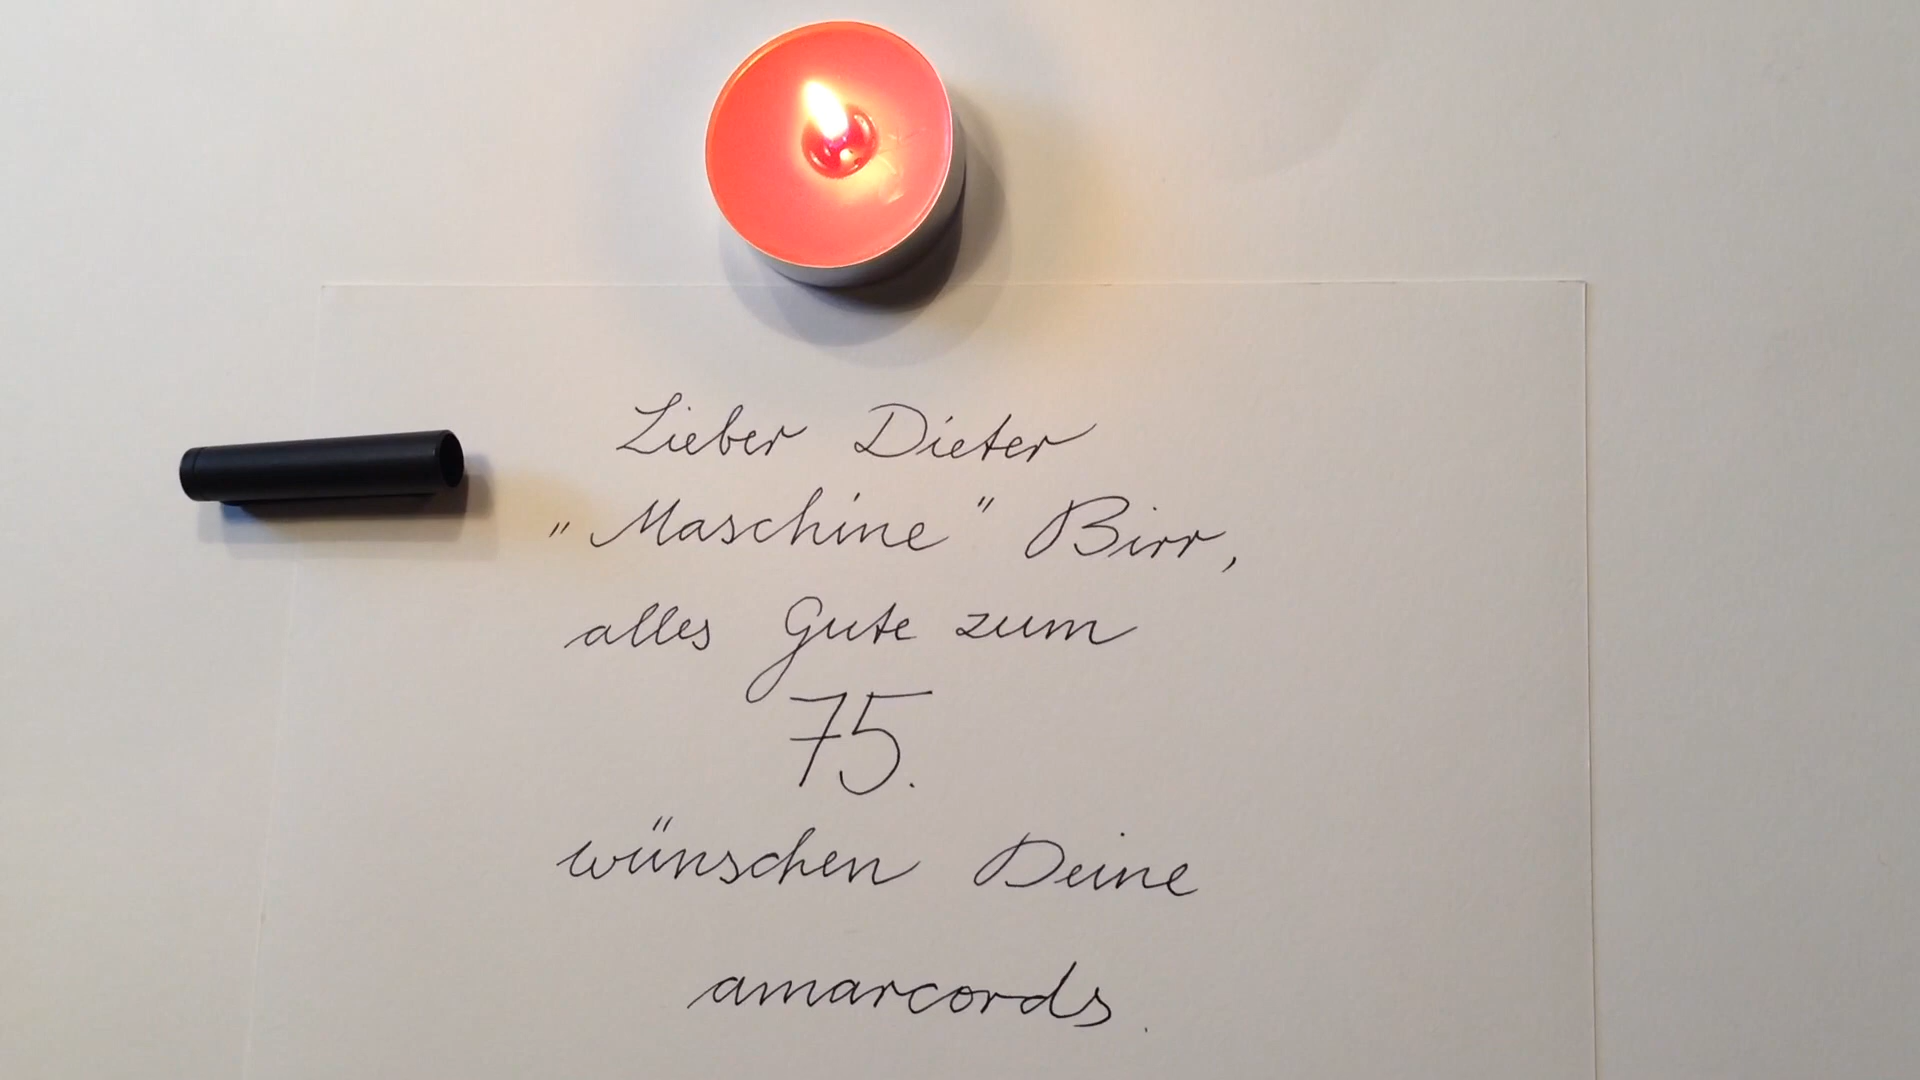 Lieber Dieter
„Maschine" Birr,
alles Gute zum
75.
wünschen Deine
amarcords.